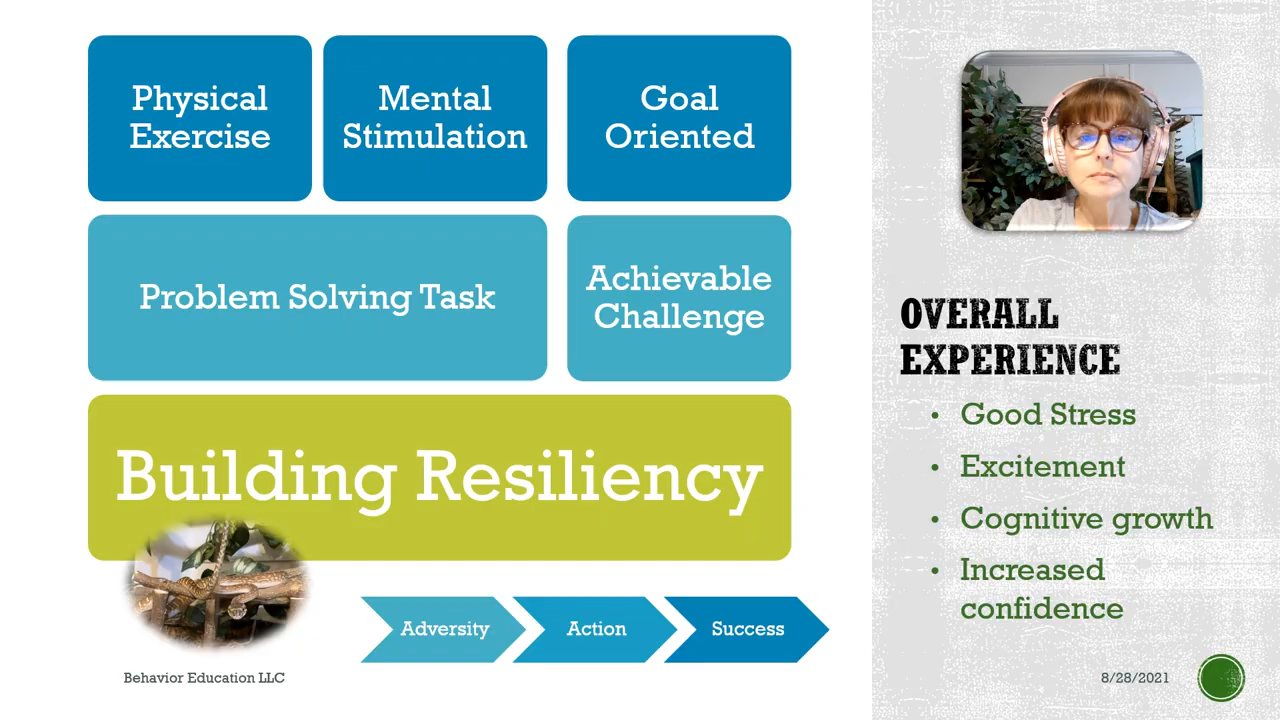 Physical
Exercise
Mental
Stimulation
Goal
Oriented
Problem Solving Task
Achievable
Challenge
Building Resiliency
Adversity
Action
Success
Behavior Education LLC
OVERALL
EXPERIENCE
• Good Stress
• Excitement
• Cognitive growth
• Increased
confidence
8/28/2021